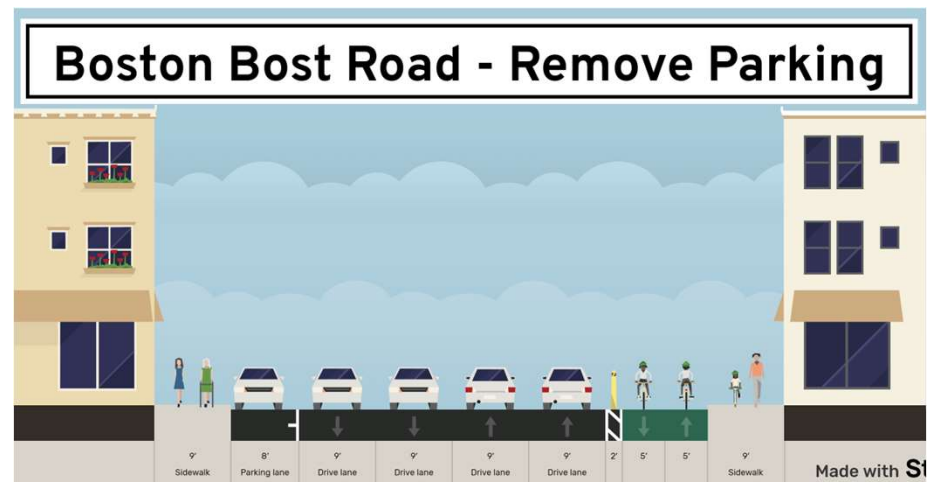 Boston Bost Road - Remove Parking
9' 8' 9' 9' 9' 9' 2' 5' 5' 9'
Sidewalk Parking lane Drive lane Drive lane Drive lane Drive lane Sidewalk
Made with St